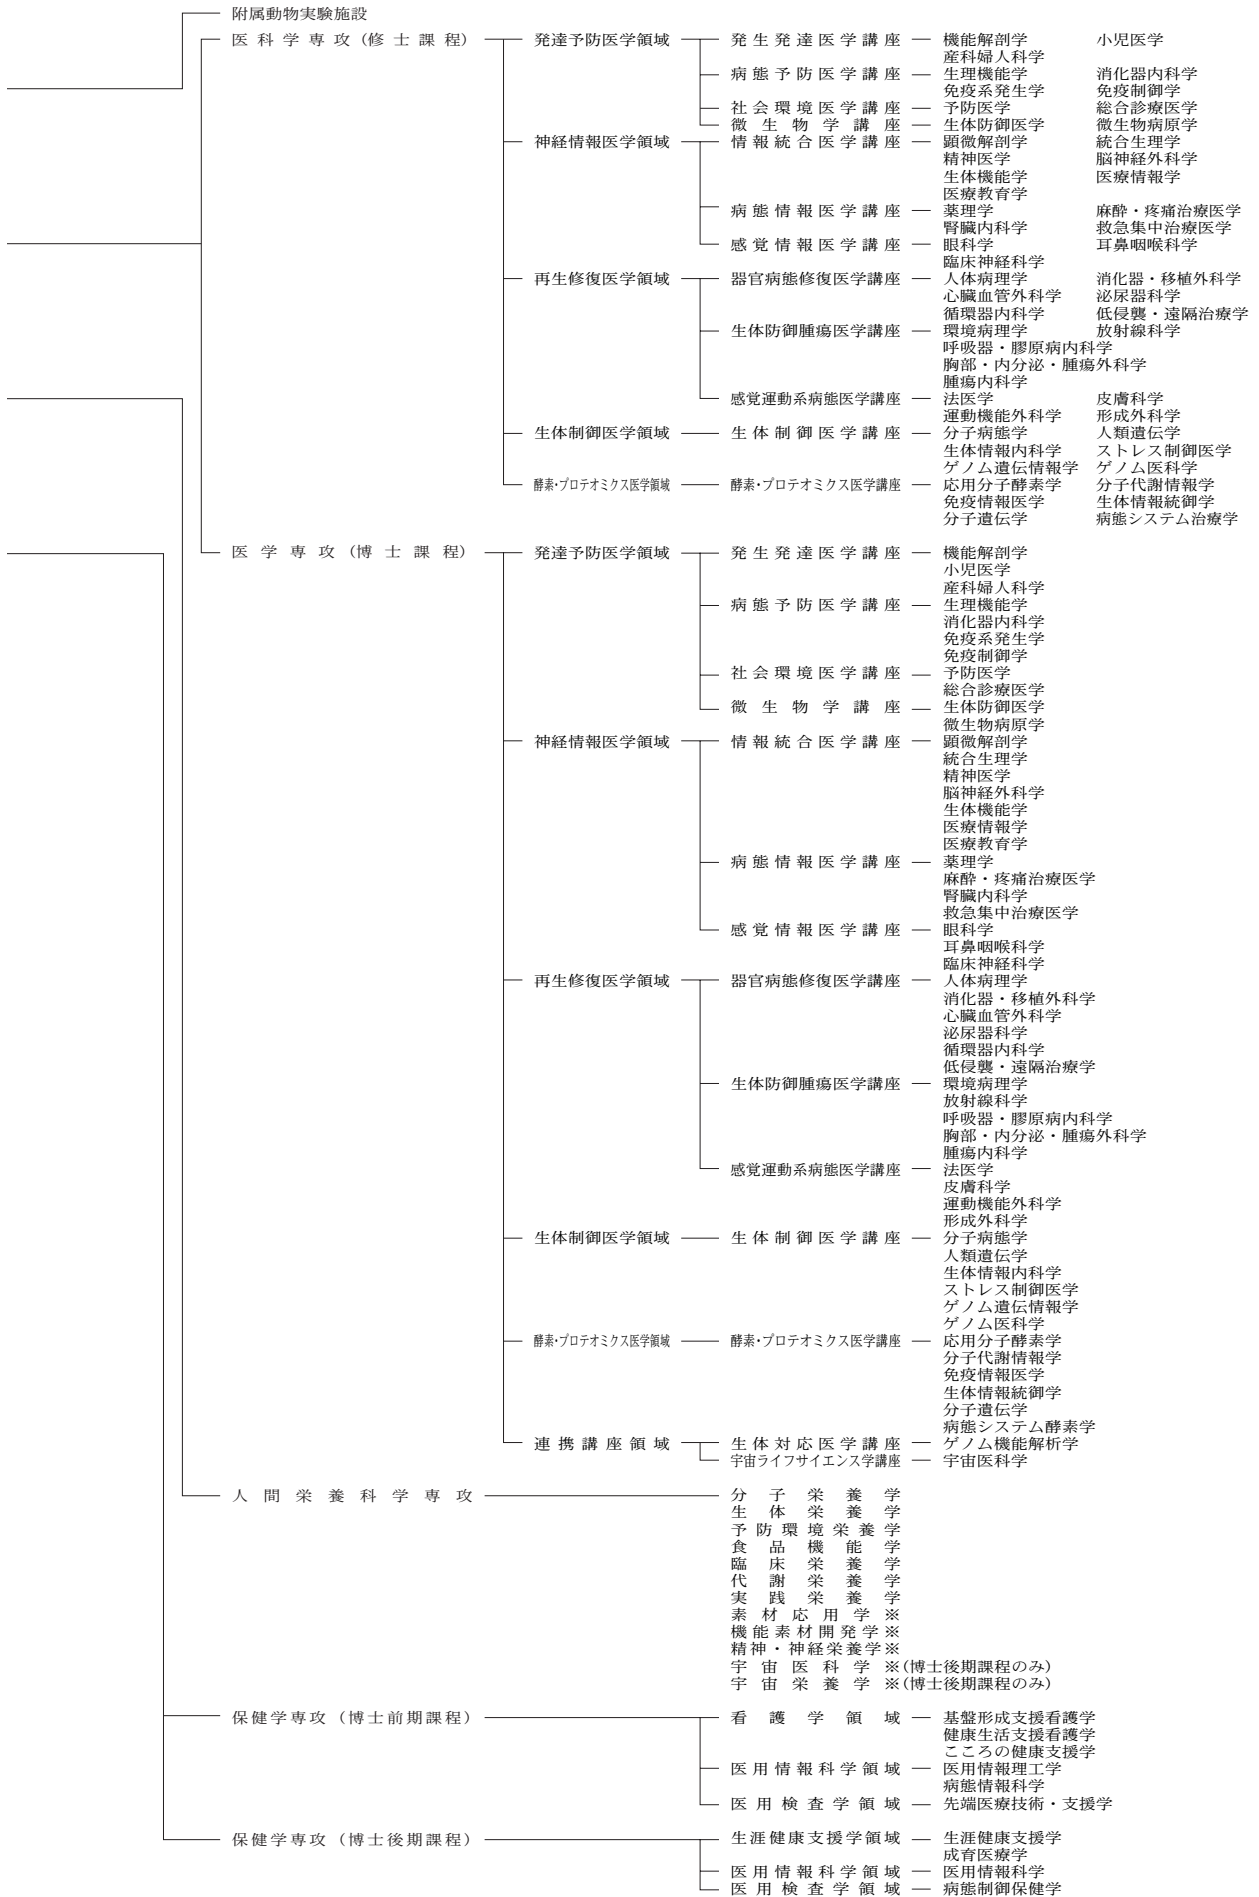 附属動物実験施設
医科学専攻(修士課程) 発達予防医学領域 発生発達医学講座 機能解剖学 小児医学
産科婦人科学
病態予防医学講座 生理機能学 消化器内科学
免疫系発生学 免疫制御学
社会環境医学講座 予防医学 総合診療医学
微生物学講座 生体防御医学 微生物病原学
神経情報医学領域 情報統合医学講座 顕微解剖学 統合生理学
精神医学 脳神経外科学
生体機能学 医療情報学
医療教育学
病態情報医学講座 薬理学 麻酔・疼痛治療医学
腎臓内科学 救急集中治療医学
感覚情報医学講座 眼科学 耳鼻咽喉科学
臨床神経科学
再生修復医学領域 器官病態修復医学講座 人体病理学 消化器・移植外科学
心臓血管外科学 泌尿器科学
循環器内科学 低侵襲・遠隔治療学
生体防御腫瘍医学講座 環境病理学 放射線科学
呼吸器・膠原病内科学
胸部・内分泌・腫瘍外科学
腫瘍内科学
感覚運動系病態医学講座 法医学 皮膚科学
運動機能外科学 形成外科学
生体制御医学領域 生体制御医学講座 分子病態学 人類遺伝学
生体情報内科学 ストレス制御医学
ゲノム遺伝情報学 ゲノム医科学
酵素・プロテオミクス医学領域 酵素・プロテオミクス医学講座 応用分子酵素学 分子代謝情報学
免疫情報医学 生体情報統御学
分子遺伝学 病態システム治療学
医学専攻(博士課程) 発達予防医学領域 発生発達医学講座 機能解剖学
小児医学
産科婦人科学
病態予防医学講座 生理機能学
消化器内科学
免疫系発生学
免疫制御学
社会環境医学講座 予防医学
総合診療医学
微生物学講座 生体防御医学
微生物病原学
神経情報医学領域 情報統合医学講座 顕微解剖学
統合生理学
精神医学
脳神経外科学
生体機能学
医療情報学
医療教育学
病態情報医学講座 薬理学
麻酔・疼痛治療医学
腎臓内科学
救急集中治療医学
感覚情報医学講座 眼科学
耳鼻咽喉科学
臨床神経科学
再生修復医学領域 器官病態修復医学講座 人体病理学
消化器・移植外科学
心臓血管外科学
泌尿器科学
循環器内科学
低侵襲・遠隔治療学
生体防御腫瘍医学講座 環境病理学
放射線科学
呼吸器・膠原病内科学
胸部・内分泌・腫瘍外科学
腫瘍内科学
感覚運動系病態医学講座 法医学
皮膚科学
運動機能外科学
形成外科学
生体制御医学領域 生体制御医学講座 分子病態学
人類遺伝学
生体情報内科学
ストレス制御医学
ゲノム遺伝情報学
ゲノム医科学
酵素・プロテオミクス医学領域 酵素・プロテオミクス医学講座 応用分子酵素学
分子代謝情報学
免疫情報医学
生体情報統御学
分子遺伝学
病態システム酵素学
連携講座領域 生体対応医学講座 ゲノム機能解析学
宇宙ライフサイエンス学講座 宇宙医科学
人間栄養科学専攻 分子栄養学
生体栄養学
予防環境栄養学
食品機能学
臨床栄養学
代謝栄養学
実践栄養学
素材応用学※
機能素材開発学※
精神・神経栄養学※
宇宙医科学※(博士後期課程のみ)
宇宙栄養学※(博士後期課程のみ)
保健学専攻(博士前期課程) 看護学領域 基盤形成支援看護学
健康生活支援看護学
こころの健康支援学
医用情報科学領域 医用情報理工学
病態情報科学
医用検査学領域 先端医療技術・支援学
保健学専攻(博士後期課程) 生涯健康支援学領域 生涯健康支援学
成育医療学
医用情報科学領域 医用情報科学
医用検査学領域 病態制御保健学